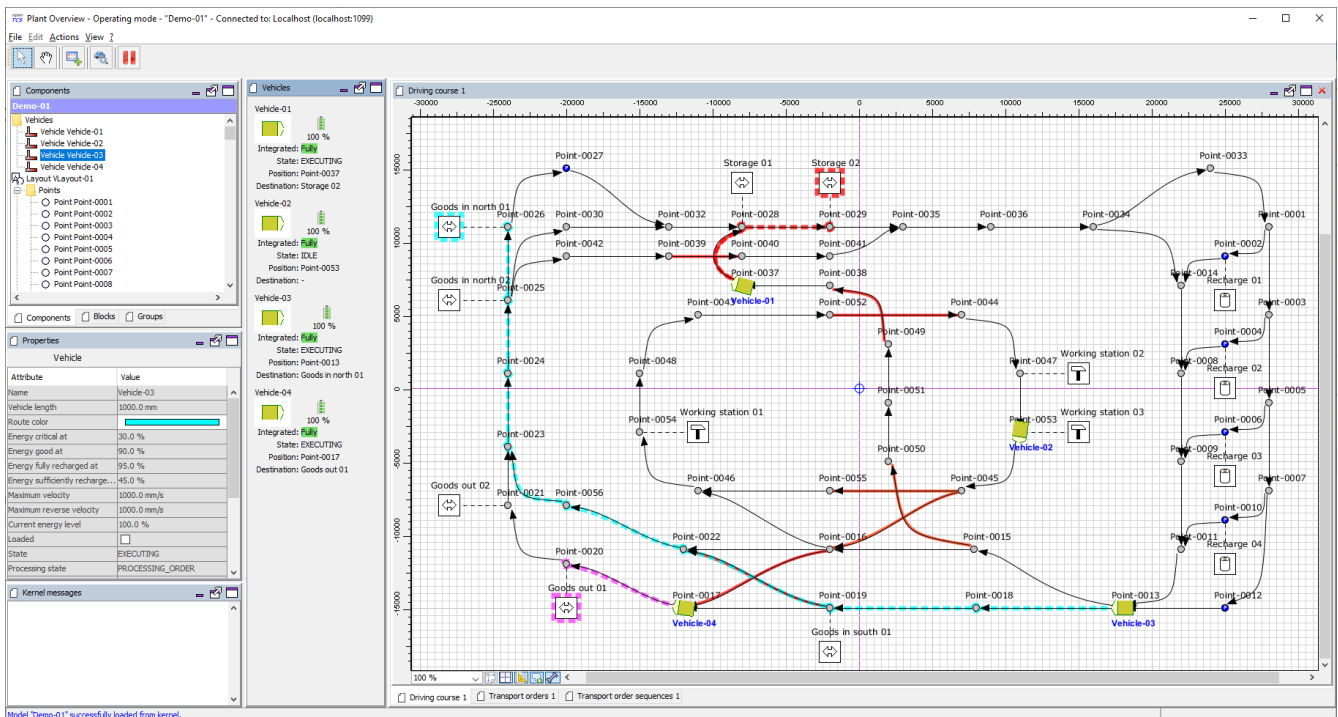 open TCS Plant Overview - Operating mode - "Demo-01" - Connected to: Localhost (localhost:1099)
File Edit Actions View ?
Components
Demo-01
Vehicles
Vehicle Vehicle-01
Vehicle Vehicle-02
Vehicle Vehicle-03
Vehicle Vehicle-04
Layout VLayout-01
Points
Point Point-0001
Point Point-0002
Point Point-0003
Point Point-0004
Point Point-0005
Point Point-0006
Point Point-0007
Point Point-0008
Components Blocks Groups
Properties
Vehicle
Attribute Value
Name Vehicle-03
Vehicle length 1000.0 mm
Route color
Energy critical at 30.0 %
Energy good at 90.0 %
Energy fully recharged at 95.0 %
Energy sufficiently recharge... 45.0 %
Maximum velocity 1000.0 mm/s
Maximum reverse velocity 1000.0 mm/s
Current energy level 100.0 %
Loaded
State EXECUTING
Processing state PROCESSING_ORDER
Kernel messages
Vehicles
Vehicle-01
100 %
Integrated: Fully
State: EXECUTING
Position: Point-0037
Destination: Storage 02
Vehicle-02
100 %
Integrated: Fully
State: IDLE
Position: Point-0053
Destination: -
Vehicle-03
100 %
Integrated: Fully
State: EXECUTING
Position: Point-0013
Destination: Goods in north 01
Vehicle-04
100 %
Integrated: Fully
State: EXECUTING
Position: Point-0017
Destination: Goods out 01
Driving course 1
-30000 -25000 -20000 -15000 -10000 -5000 0 5000 10000 15000 20000 25000 30000
15000
10000
5000
0
-5000
-10000
-15000
Point-0027
Storage 01
Storage 02
Point-0033
Goods in north 01
Point-0026
Point-0030
Point-0032
Point-0028
Point-0029
Point-0035
Point-0036
Point-0034
Point-0001
Point-0042
Point-0039
Point-0040
Point-0041
Point-0002
Goods in north 02
Point-0025
Point-0037
Point-0038
Point-0014
Recharge 01
Vehicle-01
Point-0043
Point-0052
Point-0044
Point-0003
Point-0049
Point-0004
Point-0024
Point-0048
Point-0047
Working station 02
Point-0008
Recharge 02
Point-0051
Point-0005
Point-0054
Working station 01
Point-0053
Working station 03
Point-0006
Point-0023
Vehicle-02
Point-0050
Point-0009
Recharge 03
Goods out 02
Point-0021
Point-0056
Point-0046
Point-0055
Point-0045
Point-0007
Point-0010
Point-0020
Point-0022
Point-0016
Point-0015
Point-0011
Recharge 04
Goods out 01
Point-0017
Point-0019
Point-0018
Point-0013
Point-0012
Vehicle-04
Vehicle-03
Goods in south 01
100 %
Driving course 1 Transport orders 1 Transport order sequences 1
Model "Demo-01" successfully loaded from kernel.